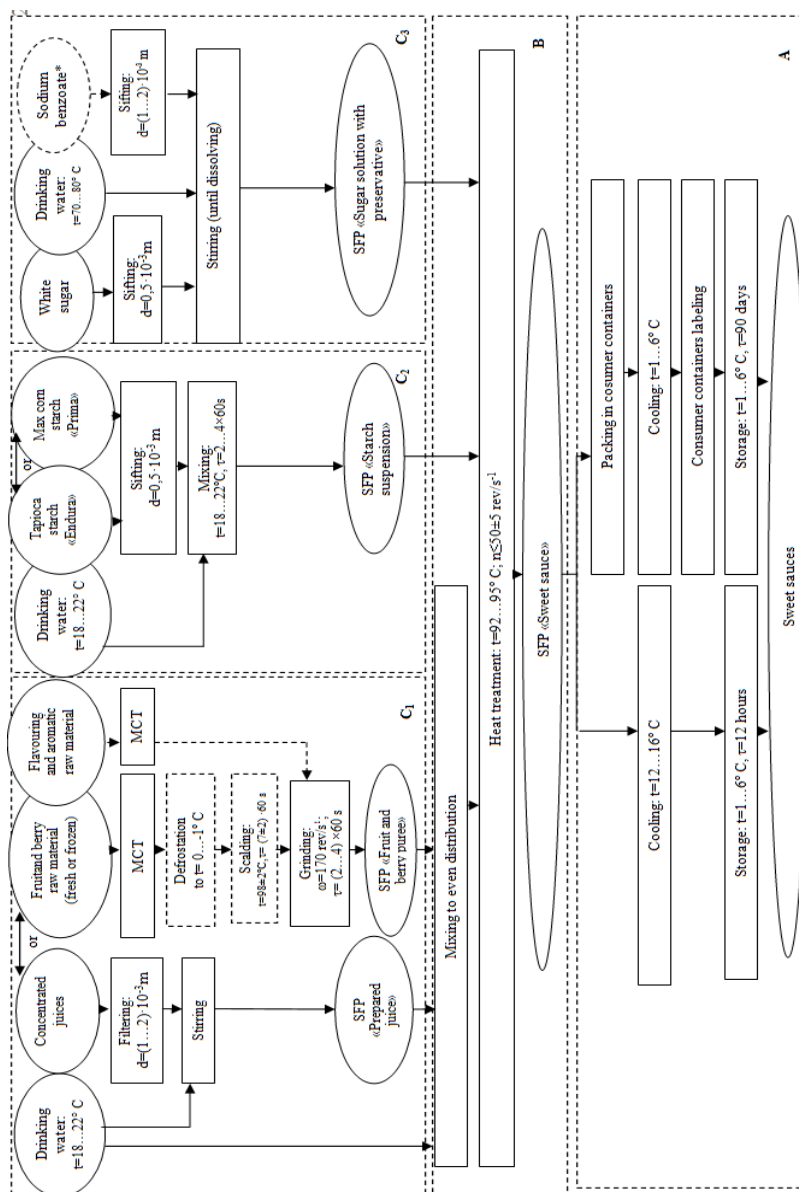 Drinking
water:
t=18…22° C
Concentrated
juices
or
Fruitand berry
raw material
(fresh or frozen)
Flavouring
and aromatic
raw material
Filtering:
d=(1…2)·10⁻³m
Stirring
MCT
MCT
Defrostation
to t= 0…-1° C
Scalding:
t=98±2°C, τ= (7±2) ·60 s
Grinding:
ω=170 rev/s⁻¹,
τ= (2…4) ×60 s
SFP
«Prepared
juice»
SFP «Fruit and
berry puree»
C₁
Drinking
water:
t=18…22° C
Tapioca
starch
«Endura»
or
Max corn
starch
«Prima»
Sifting:
d=0,5·10⁻³ m
Mixing:
t=18…22°C, τ=2…4×60s
SFP «Starch
suspension»
C₂
White
sugar
Drinking
water:
t=70…80° C
Sodium
benzoate*
Sifting:
d=0,5·10⁻³m
Sifting:
d=(1…2)·10⁻³ m
Stirring (until dissolving)
SFP «Sugar solution with
preservative»
C₃
Mixing to even distribution
Heat treatment: t=92…95° C; n≤50±5 rev/s⁻¹
SFP «Sweet sauce»
B
Cooling: t=12…16° C
Storage: t=1…6° C, τ=12 hours
Packing in cosumer containers
Cooling: t=1…6° C
Consumer containers labeling
Storage: t=1…6° C, τ=90 days
Sweet sauces
A